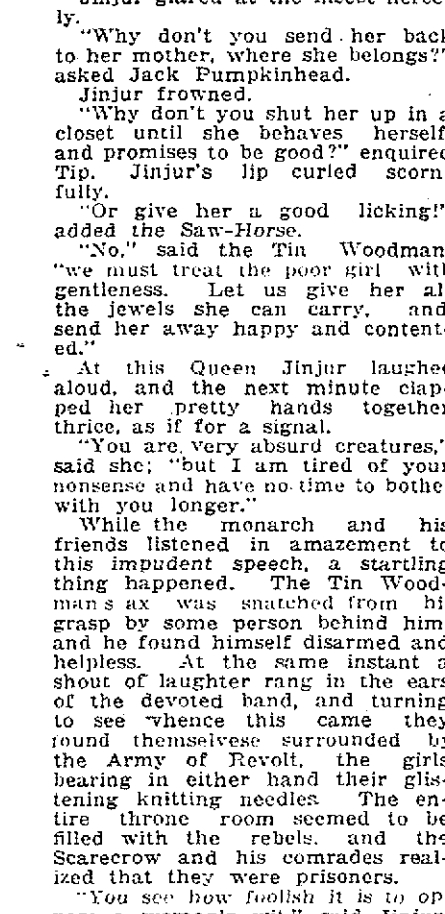 ly.
"Why don't you send her back
to her mother, where she belongs?"
asked Jack Pumpkinhead.
Jinjur frowned.
"Why don't you shut her up in a
closet until she behaves herself
and promises to be good?" enquired
Tip. Jinjur's lip curled scorn
fully.
"Or give her a good licking!"
added the Saw-Horse.
"No," said the Tin Woodman
"we must treat the poor girl with
gentleness. Let us give her al
the jewels she can carry, and
send her away happy and content-
ed."
At this Queen Jinjur laughed
aloud, and the next minute clap-
ped her pretty hands together
thrice, as if for a signal.
"You are very absurd creatures,"
said she; "but I am tired of your
nonsense and have no time to bothe
with you longer."
While the monarch and his
friends listened in amazement to
this impudent speech, a startling
thing happened. The Tin Wood-
man s ax was snatched from hi
grasp by some person behind him
and he found himself disarmed and
helpless. At the same instant a
shout of laughter rang in the ears
of the devoted band, and turning
to see whence this came they
found themselvese surrounded by
the Army of Revolt, the girls
bearing in either hand their glis-
tening knitting needles. The en-
tire throne room seemed to be
filled with the rebels, and the
Scarecrow and his comrades real-
ized that they were prisoners.
"You see how foolish it is to op